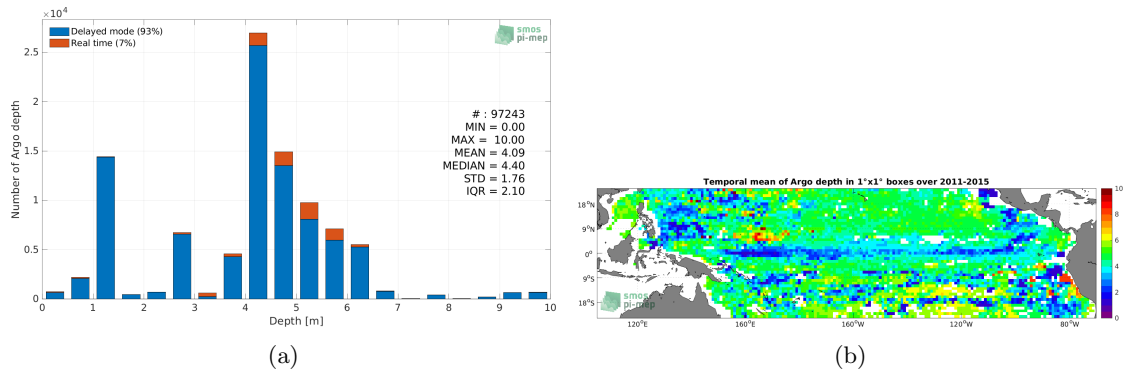 ×10⁴
Delayed mode (93%)
Real time (7%)
smos
pi-mep
2.5
2
1.5
1
0.5
0
Number of Argo depth
# : 97243
MIN = 0.00
MAX = 10.00
MEAN = 4.09
MEDIAN = 4.40
STD = 1.76
IQR = 2.10
0 1 2 3 4 5 6 7 8 9 10
Depth [m]
(a)
Temporal mean of Argo depth in 1°x1° boxes over 2011-2015
18°N
9°N
0°
9°S
18°S
smos
pi-mep
120°E 160°E 160°W 120°W 80°W
10
8
6
4
2
0
(b)